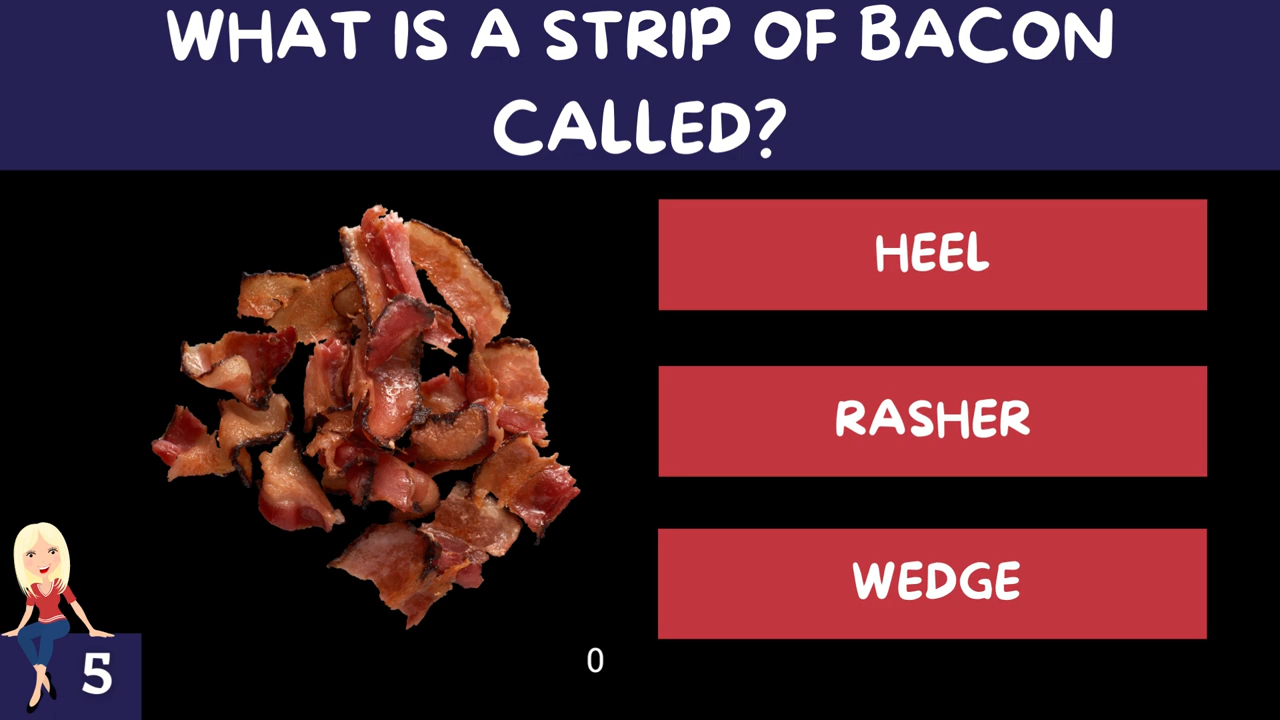 WHAT IS A STRIP OF BACON
CALLED?
HEEL
RASHER
WEDGE
0
5